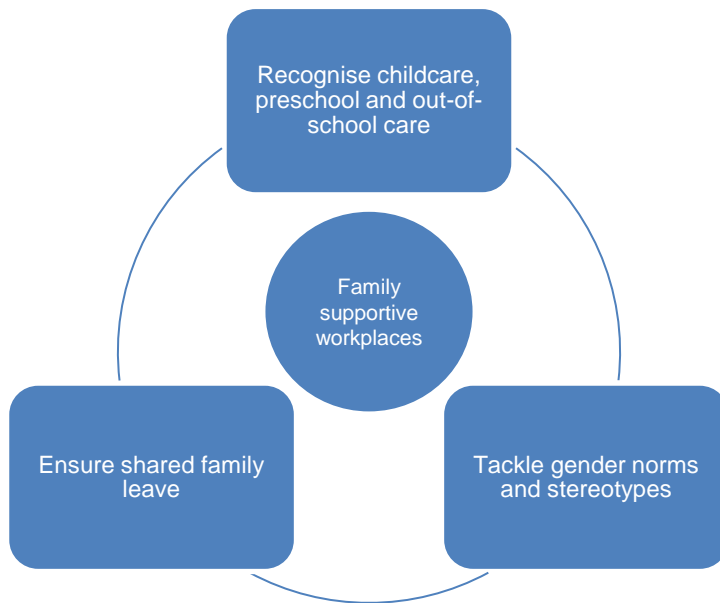 Recognise childcare,
preschool and out-of-
school care
Family
supportive
workplaces
Ensure shared family
leave
Tackle gender norms
and stereotypes